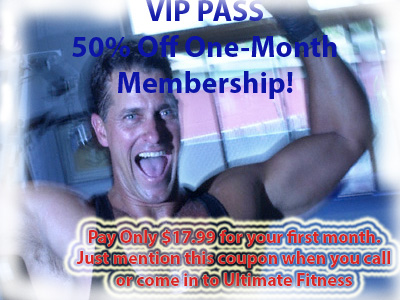 VIP PASS
50% Off One-Month
Membership!
Pay Only $17.99 for your first month.
Just mention this coupon when you call
or come in to Ultimate Fitness